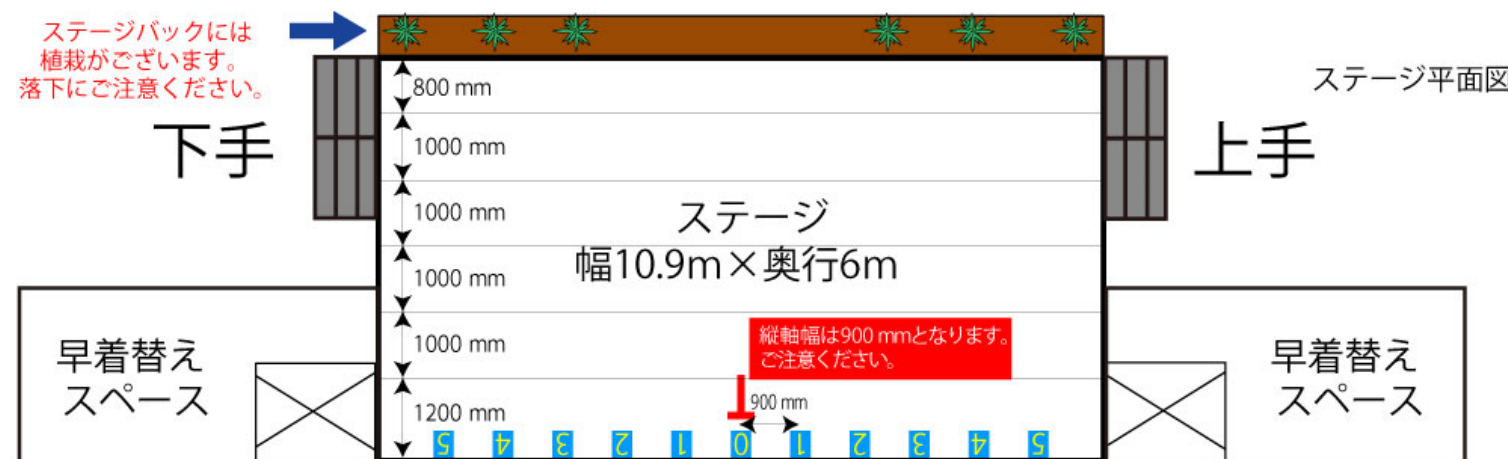 ステージバックには
植栽がございます。
落下にご注意ください。
ステージ平面図
下手
上手
800 mm
1000 mm
1000 mm
ステージ
幅10.9m×奥行6m
1000 mm
1000 mm
縦軸幅は900 mmとなります。
ご注意ください。
早着替え
スペース
早着替え
スペース
1200 mm
900 mm
5 4 3 2 1 0 1 2 3 4 5